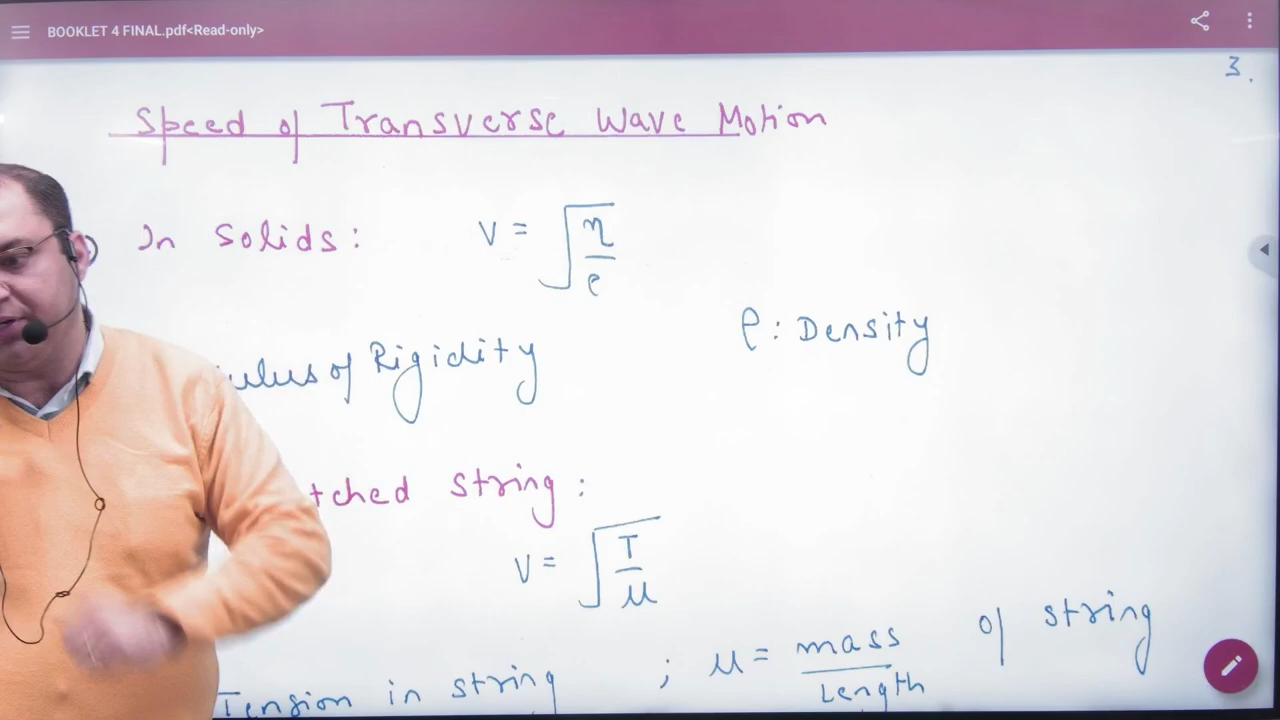 BOOKLET 4 FINAL.pdf<Read-only>
3.
Speed of Transverse Wave Motion
In Solids: V = √(η/ρ)
ρ: Density
ulus of Rigidity
tched string:
V = √(T/μ)
Tension in string ; μ = mass/Length of string